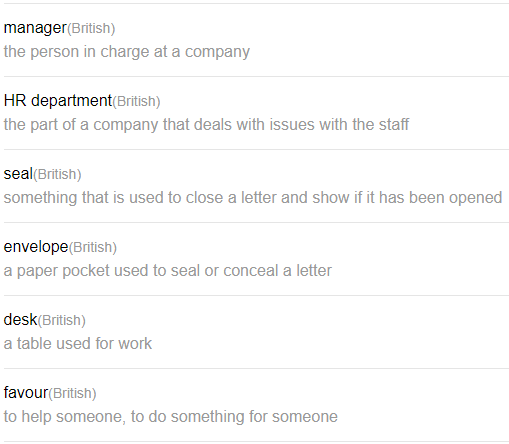 manager(British)
the person in charge at a company
HR department(British)
the part of a company that deals with issues with the staff
seal(British)
something that is used to close a letter and show if it has been opened
envelope(British)
a paper pocket used to seal or conceal a letter
desk(British)
a table used for work
favour(British)
to help someone, to do something for someone